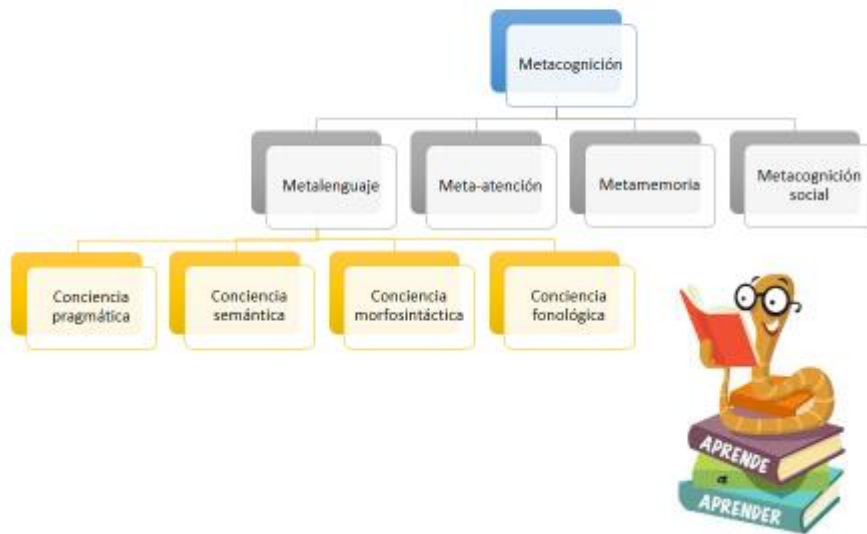 Metacognición
Metalenguaje
Meta-atención
Metamemoria
Metacognición
social
Conciencia
pragmática
Conciencia
semántica
Conciencia
morfosintáctica
Conciencia
fonológica
APRENDE
a
APRENDER